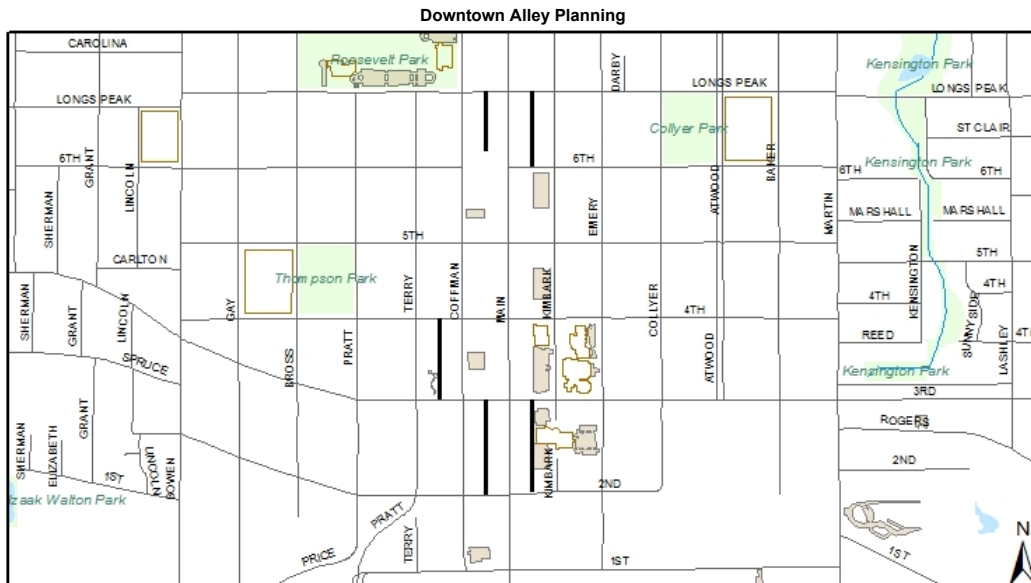 Downtown Alley Planning
CAROLINA
Roosevelt Park
DARBY
LONGS PEAK
Kensington Park
LONGS PEAK
LONGS PEAK
Collyer Park
ST CLAIR
6TH
GRANT
LINCOLN
6TH
ATWOOD
BAKER
6TH
Kensington Park
6TH
SHERMAN
EMERY
MARTIN
MARSHALL
MARSHALL
5TH
5TH
CARLTON
Thompson Park
TERRY
COFFMAN
MAIN
KIMBARK
COLLYER
4TH
KENSINGTON
4TH
4TH
SHERMAN
GRANT
LINCOLN
GAY
BROSS
PRATT
ATWOOD
REED
SUNNYSIDE
LASHLEY
SPRUCE
Kensington Park
3RD
SHERMAN
ELIZABETH
GRANT
LINCOLN
BOWEN
ROGERS
1ST
KIMBARK
2ND
2ND
Izaak Walton Park
PRATT
TERRY
PRICE
1ST
1ST
N